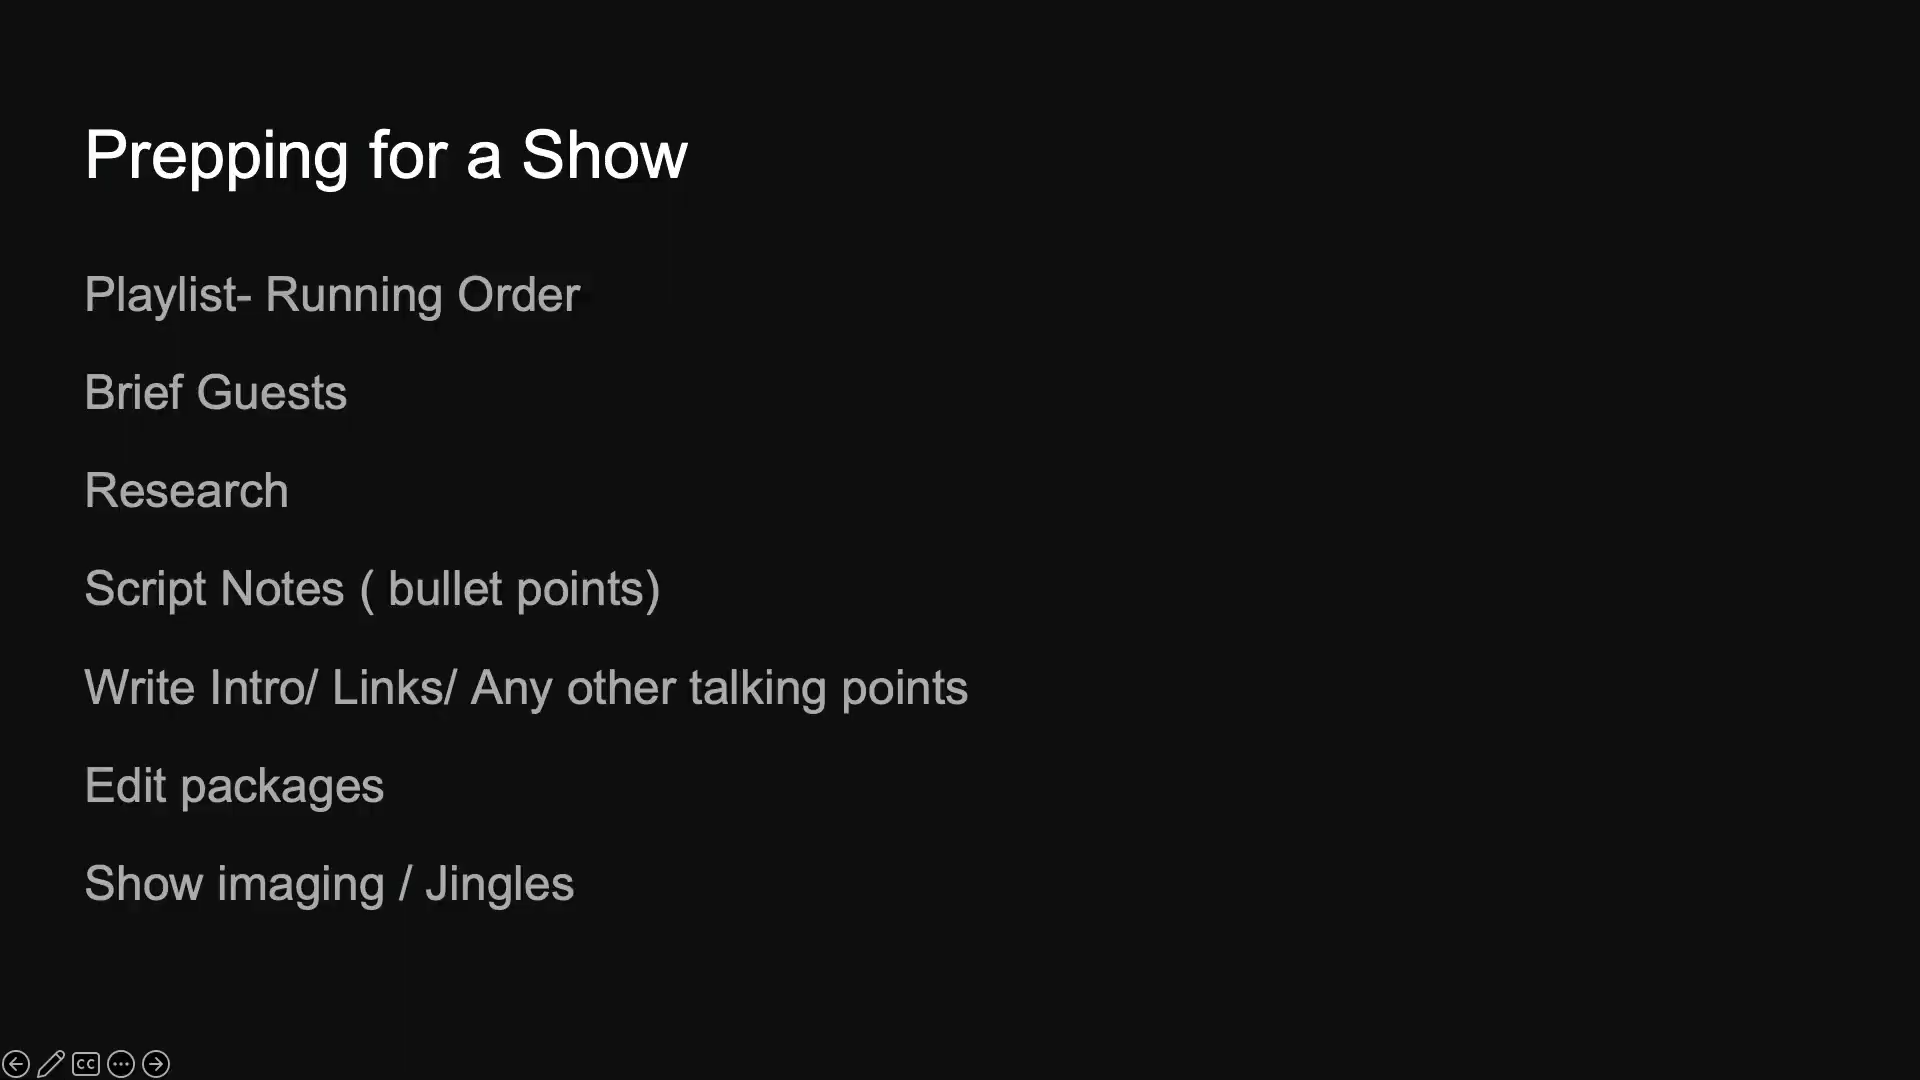 Prepping for a Show
Playlist- Running Order
Brief Guests
Research
Script Notes ( bullet points)
Write Intro/ Links/ Any other talking points
Edit packages
Show imaging / Jingles
CC